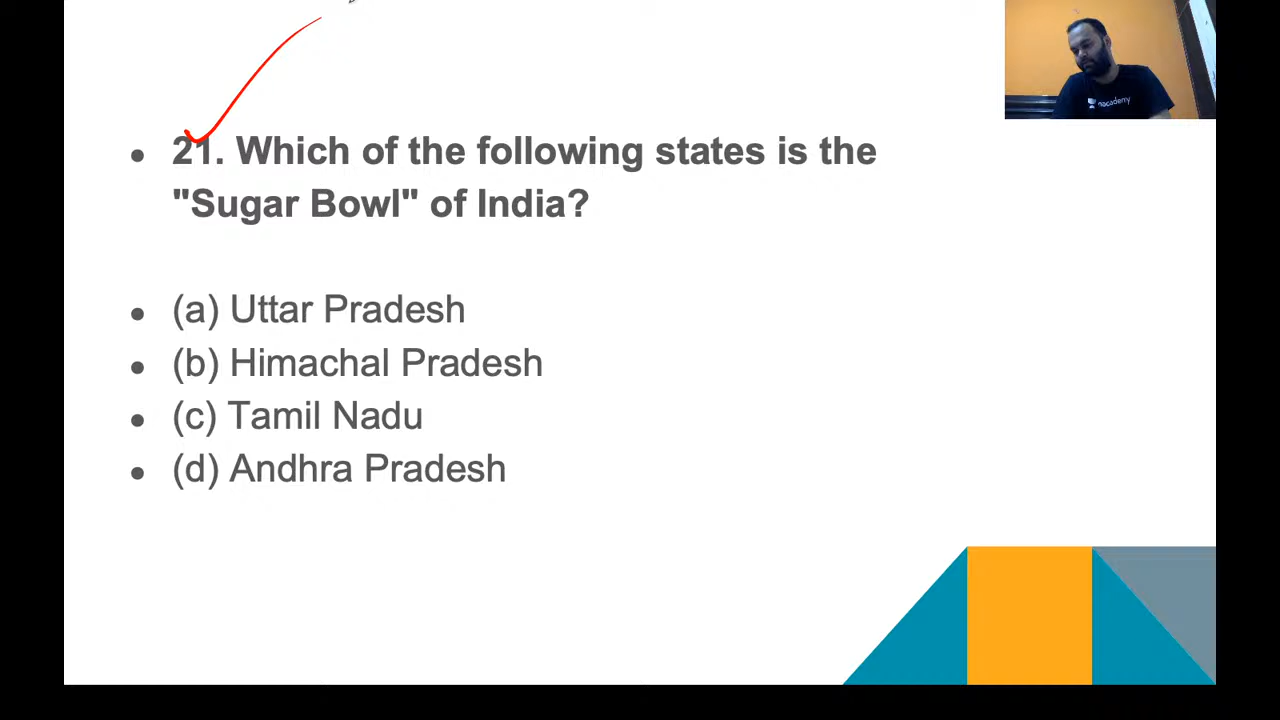 21. Which of the following states is the
"Sugar Bowl" of India?
(a) Uttar Pradesh
(b) Himachal Pradesh
(c) Tamil Nadu
(d) Andhra Pradesh